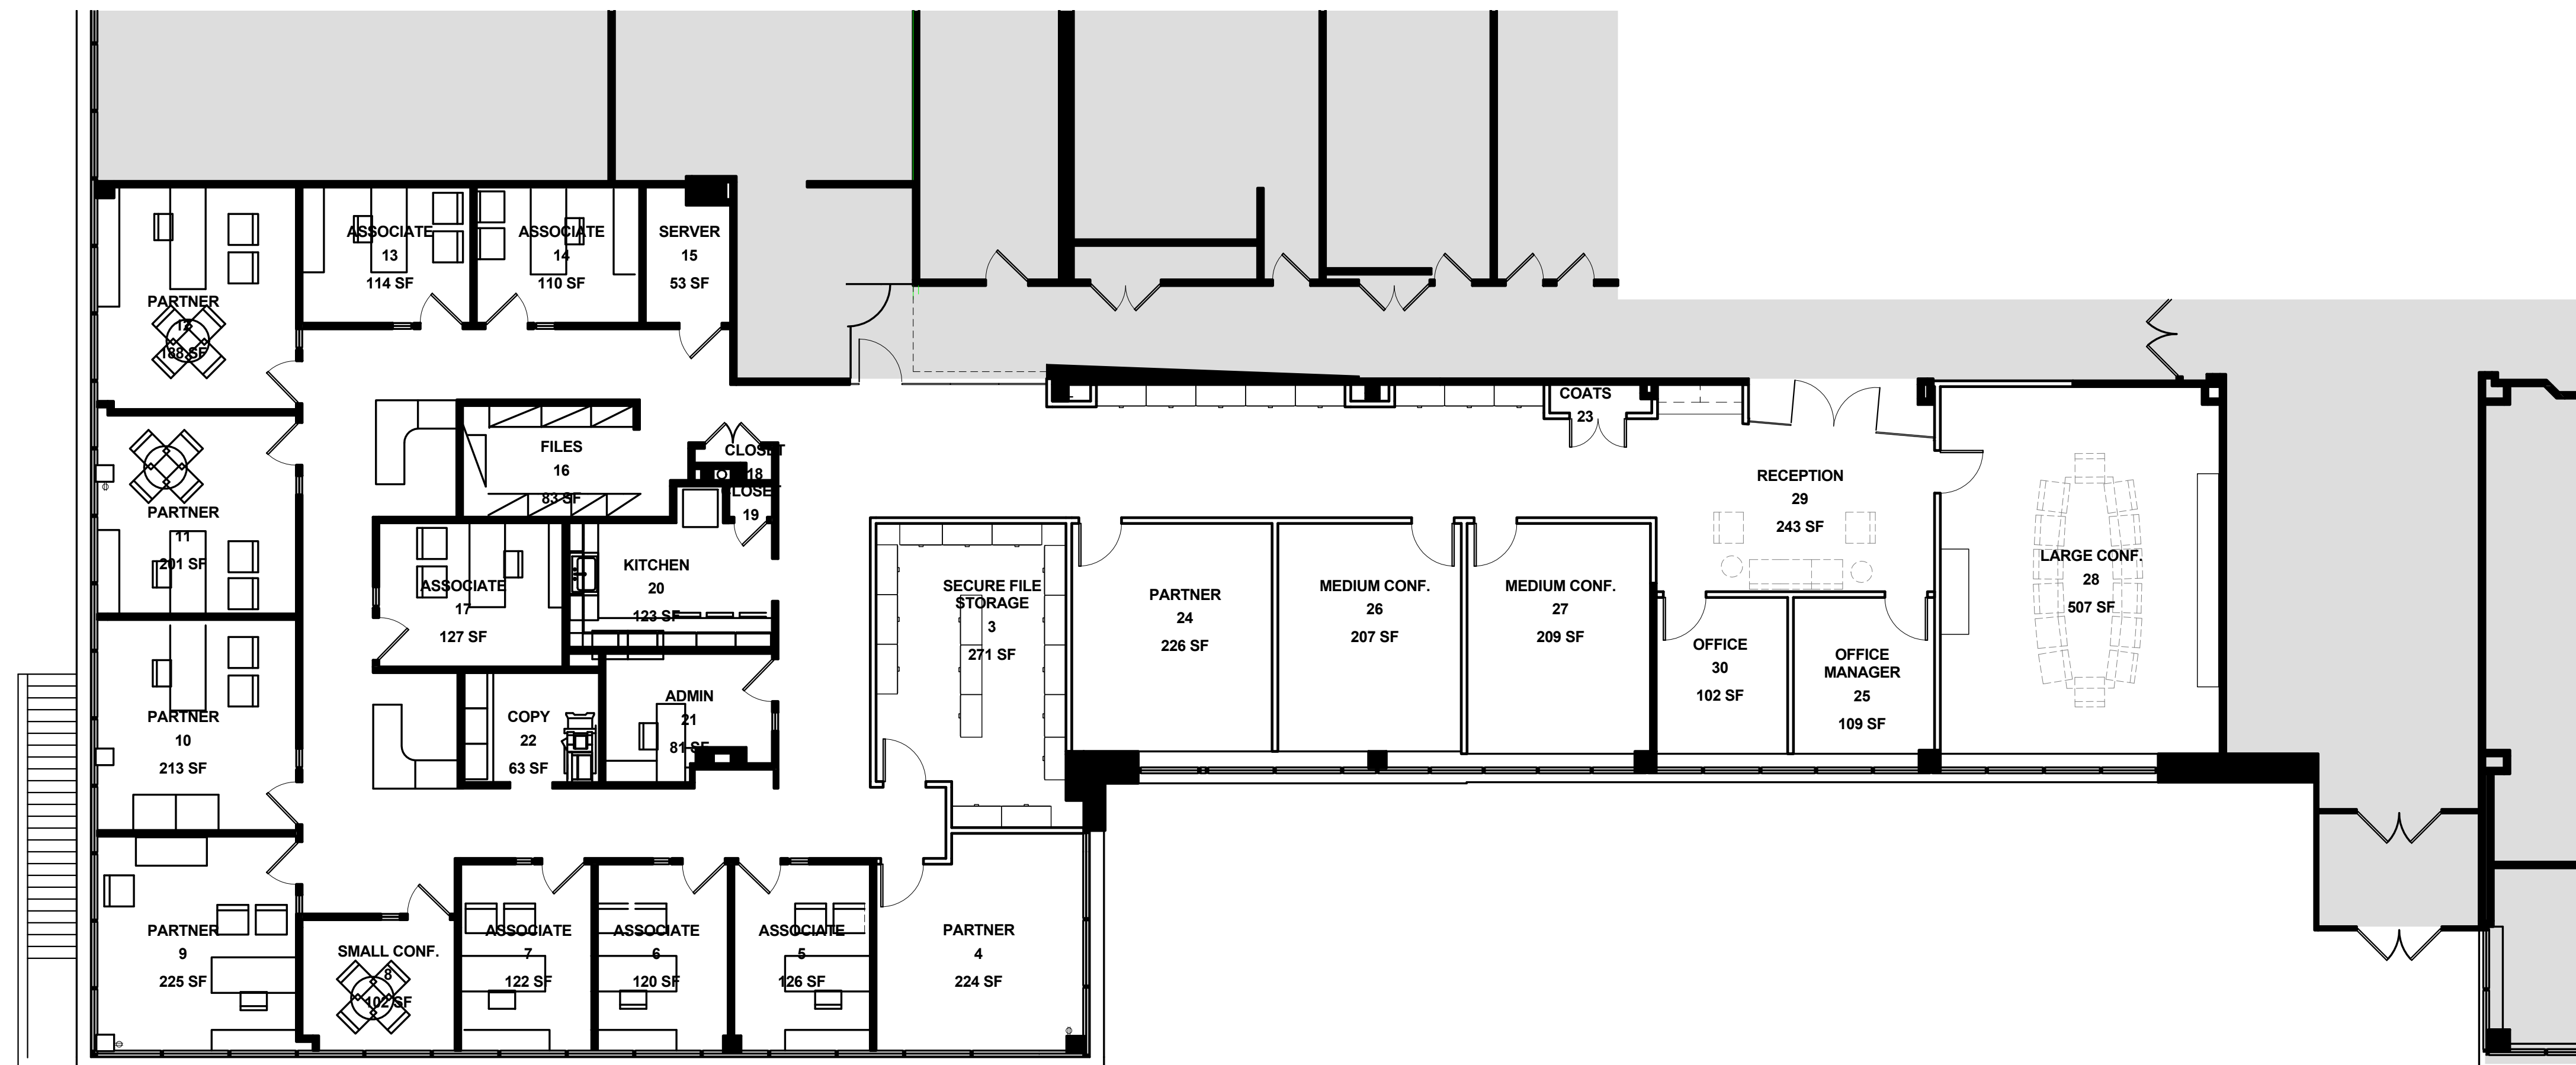 ASSOCIATE
13
114 SF
ASSOCIATE
14
110 SF
SERVER
15
53 SF
PARTNER
12
188 SF
COATS
23
FILES
16
83 SF
CLOSET
18
CLOSET
19
PARTNER
11
201 SF
RECEPTION
29
243 SF
ASSOCIATE
17
127 SF
KITCHEN
20
123 SF
SECURE FILE
STORAGE
3
271 SF
PARTNER
24
226 SF
MEDIUM CONF.
26
207 SF
MEDIUM CONF.
27
209 SF
LARGE CONF.
28
507 SF
OFFICE
30
102 SF
OFFICE
MANAGER
25
109 SF
PARTNER
10
213 SF
COPY
22
63 SF
ADMIN
21
81 SF
PARTNER
9
225 SF
SMALL CONF.
8
102 SF
ASSOCIATE
7
122 SF
ASSOCIATE
6
120 SF
ASSOCIATE
5
126 SF
PARTNER
4
224 SF